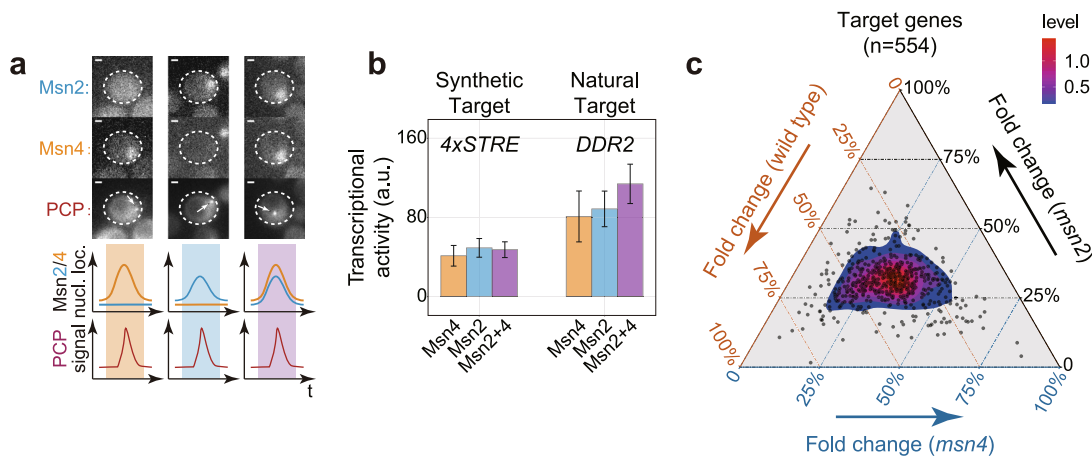 a
Msn2:
Msn4:
PCP:
Msn2/4
nucl. loc.
PCP
signal
t
b
Synthetic
Target
Natural
Target
4xSTRE
DDR2
Transcriptional
activity (a.u.)
160
80
0
Msn4
Msn2
Msn2+4
Msn4
Msn2
Msn2+4
c
Target genes
(n=554)
level
1.0
0.5
Fold change (wild type)
0
25%
50%
75%
100%
Fold change (msn2)
100%
75%
50%
25%
0
0
25%
50%
75%
100%
Fold change (msn4)